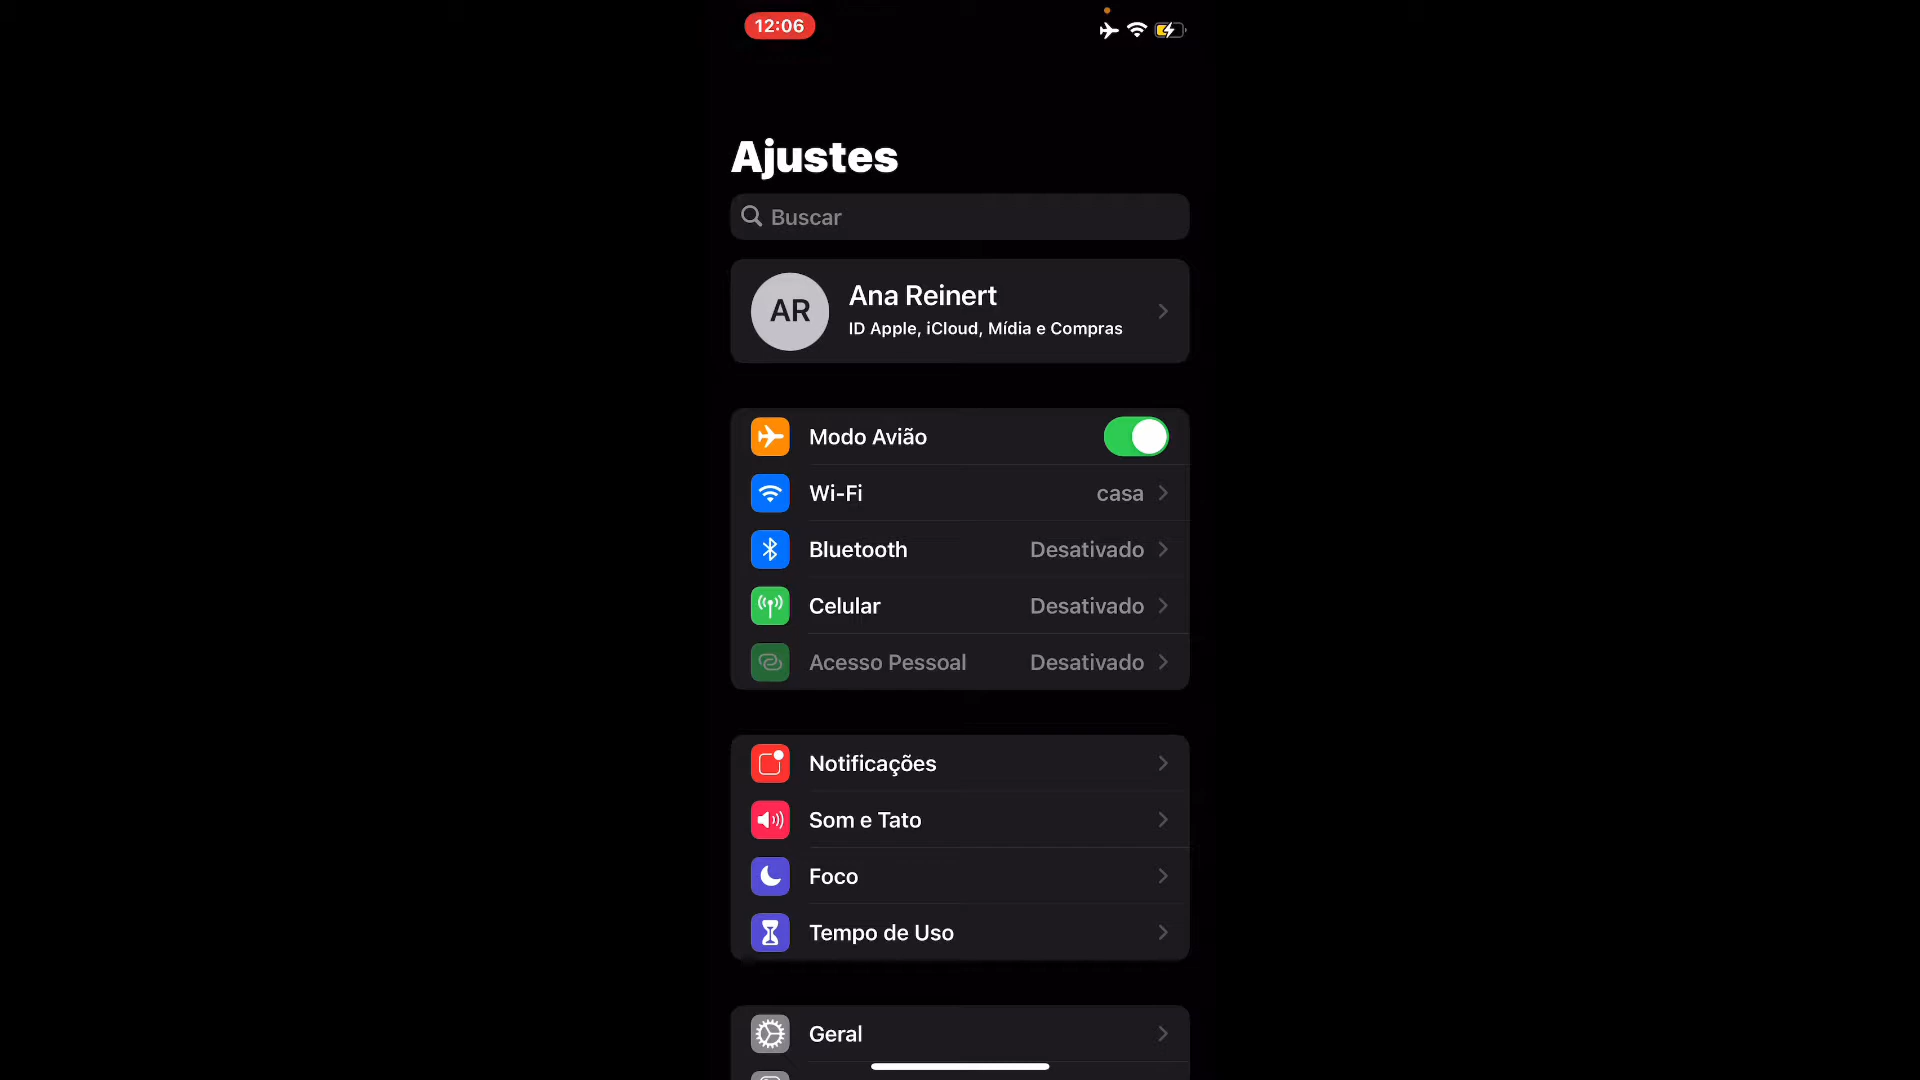 12:06
Ajustes
Buscar
AR
Ana Reinert
ID Apple, iCloud, Mídia e Compras
Modo Avião
Wi-Fi casa
Bluetooth Desativado
Celular Desativado
Acesso Pessoal Desativado
Notificações
Som e Tato
Foco
Tempo de Uso
Geral